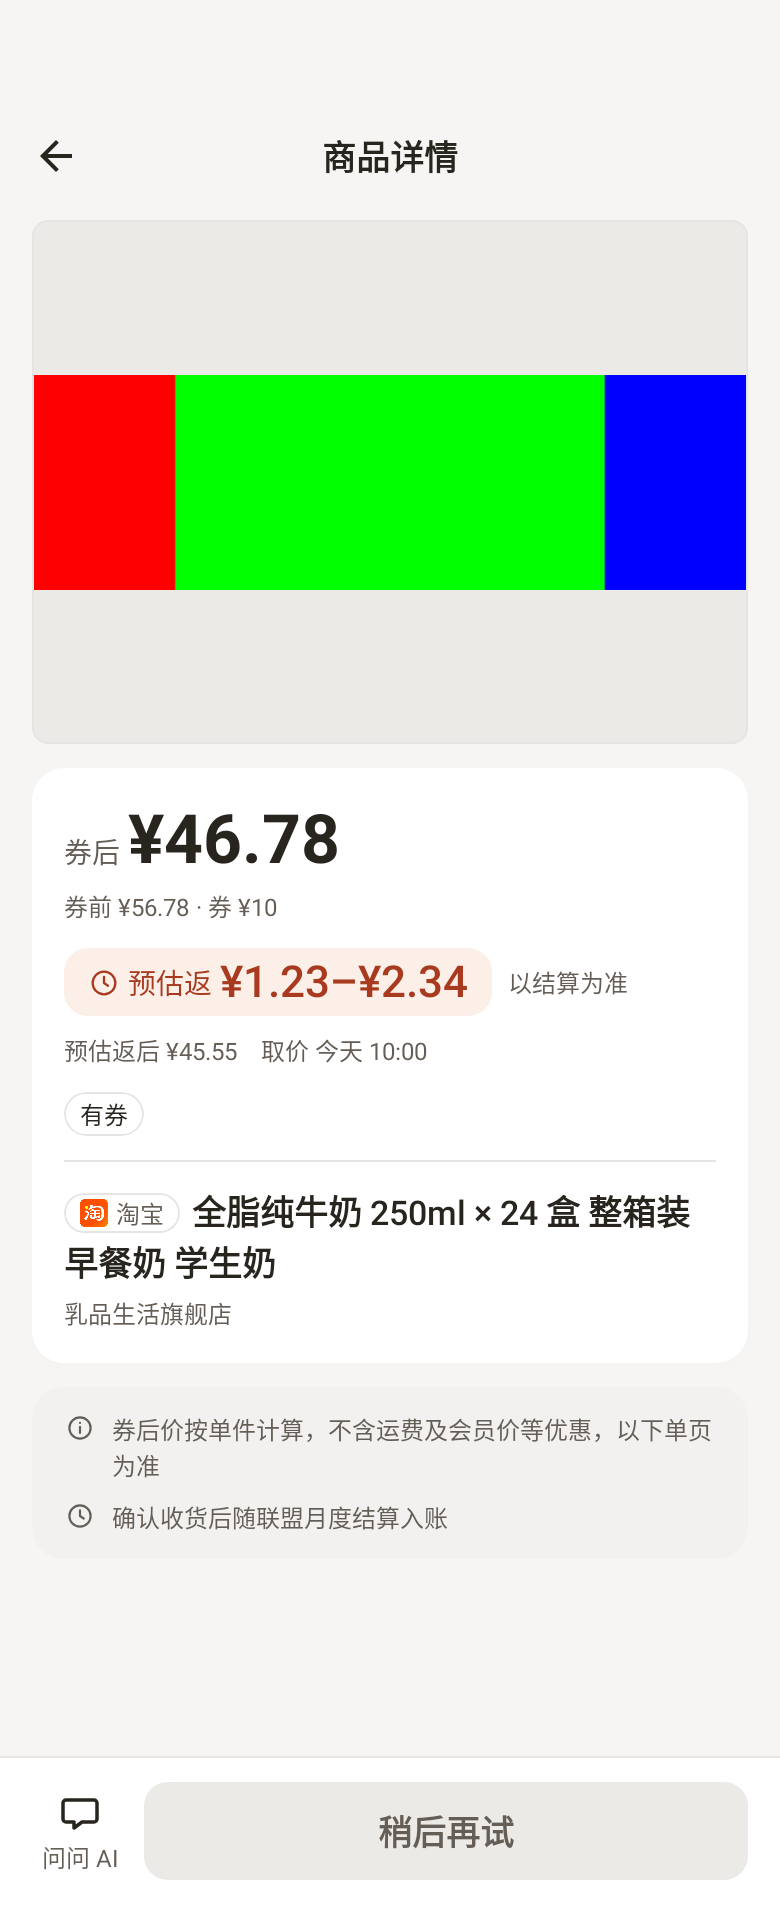 商品详情
券后 ¥46.78
券前 ¥56.78 · 券 ¥10
预估返 ¥1.23–¥2.34 以结算为准
预估返后 ¥45.55 取价 今天 10:00
有券
淘 淘宝 全脂纯牛奶 250ml × 24 盒 整箱装
早餐奶 学生奶
乳品生活旗舰店
券后价按单件计算，不含运费及会员价等优惠，以下单页
为准
确认收货后随联盟月度结算入账
问问 AI
稍后再试